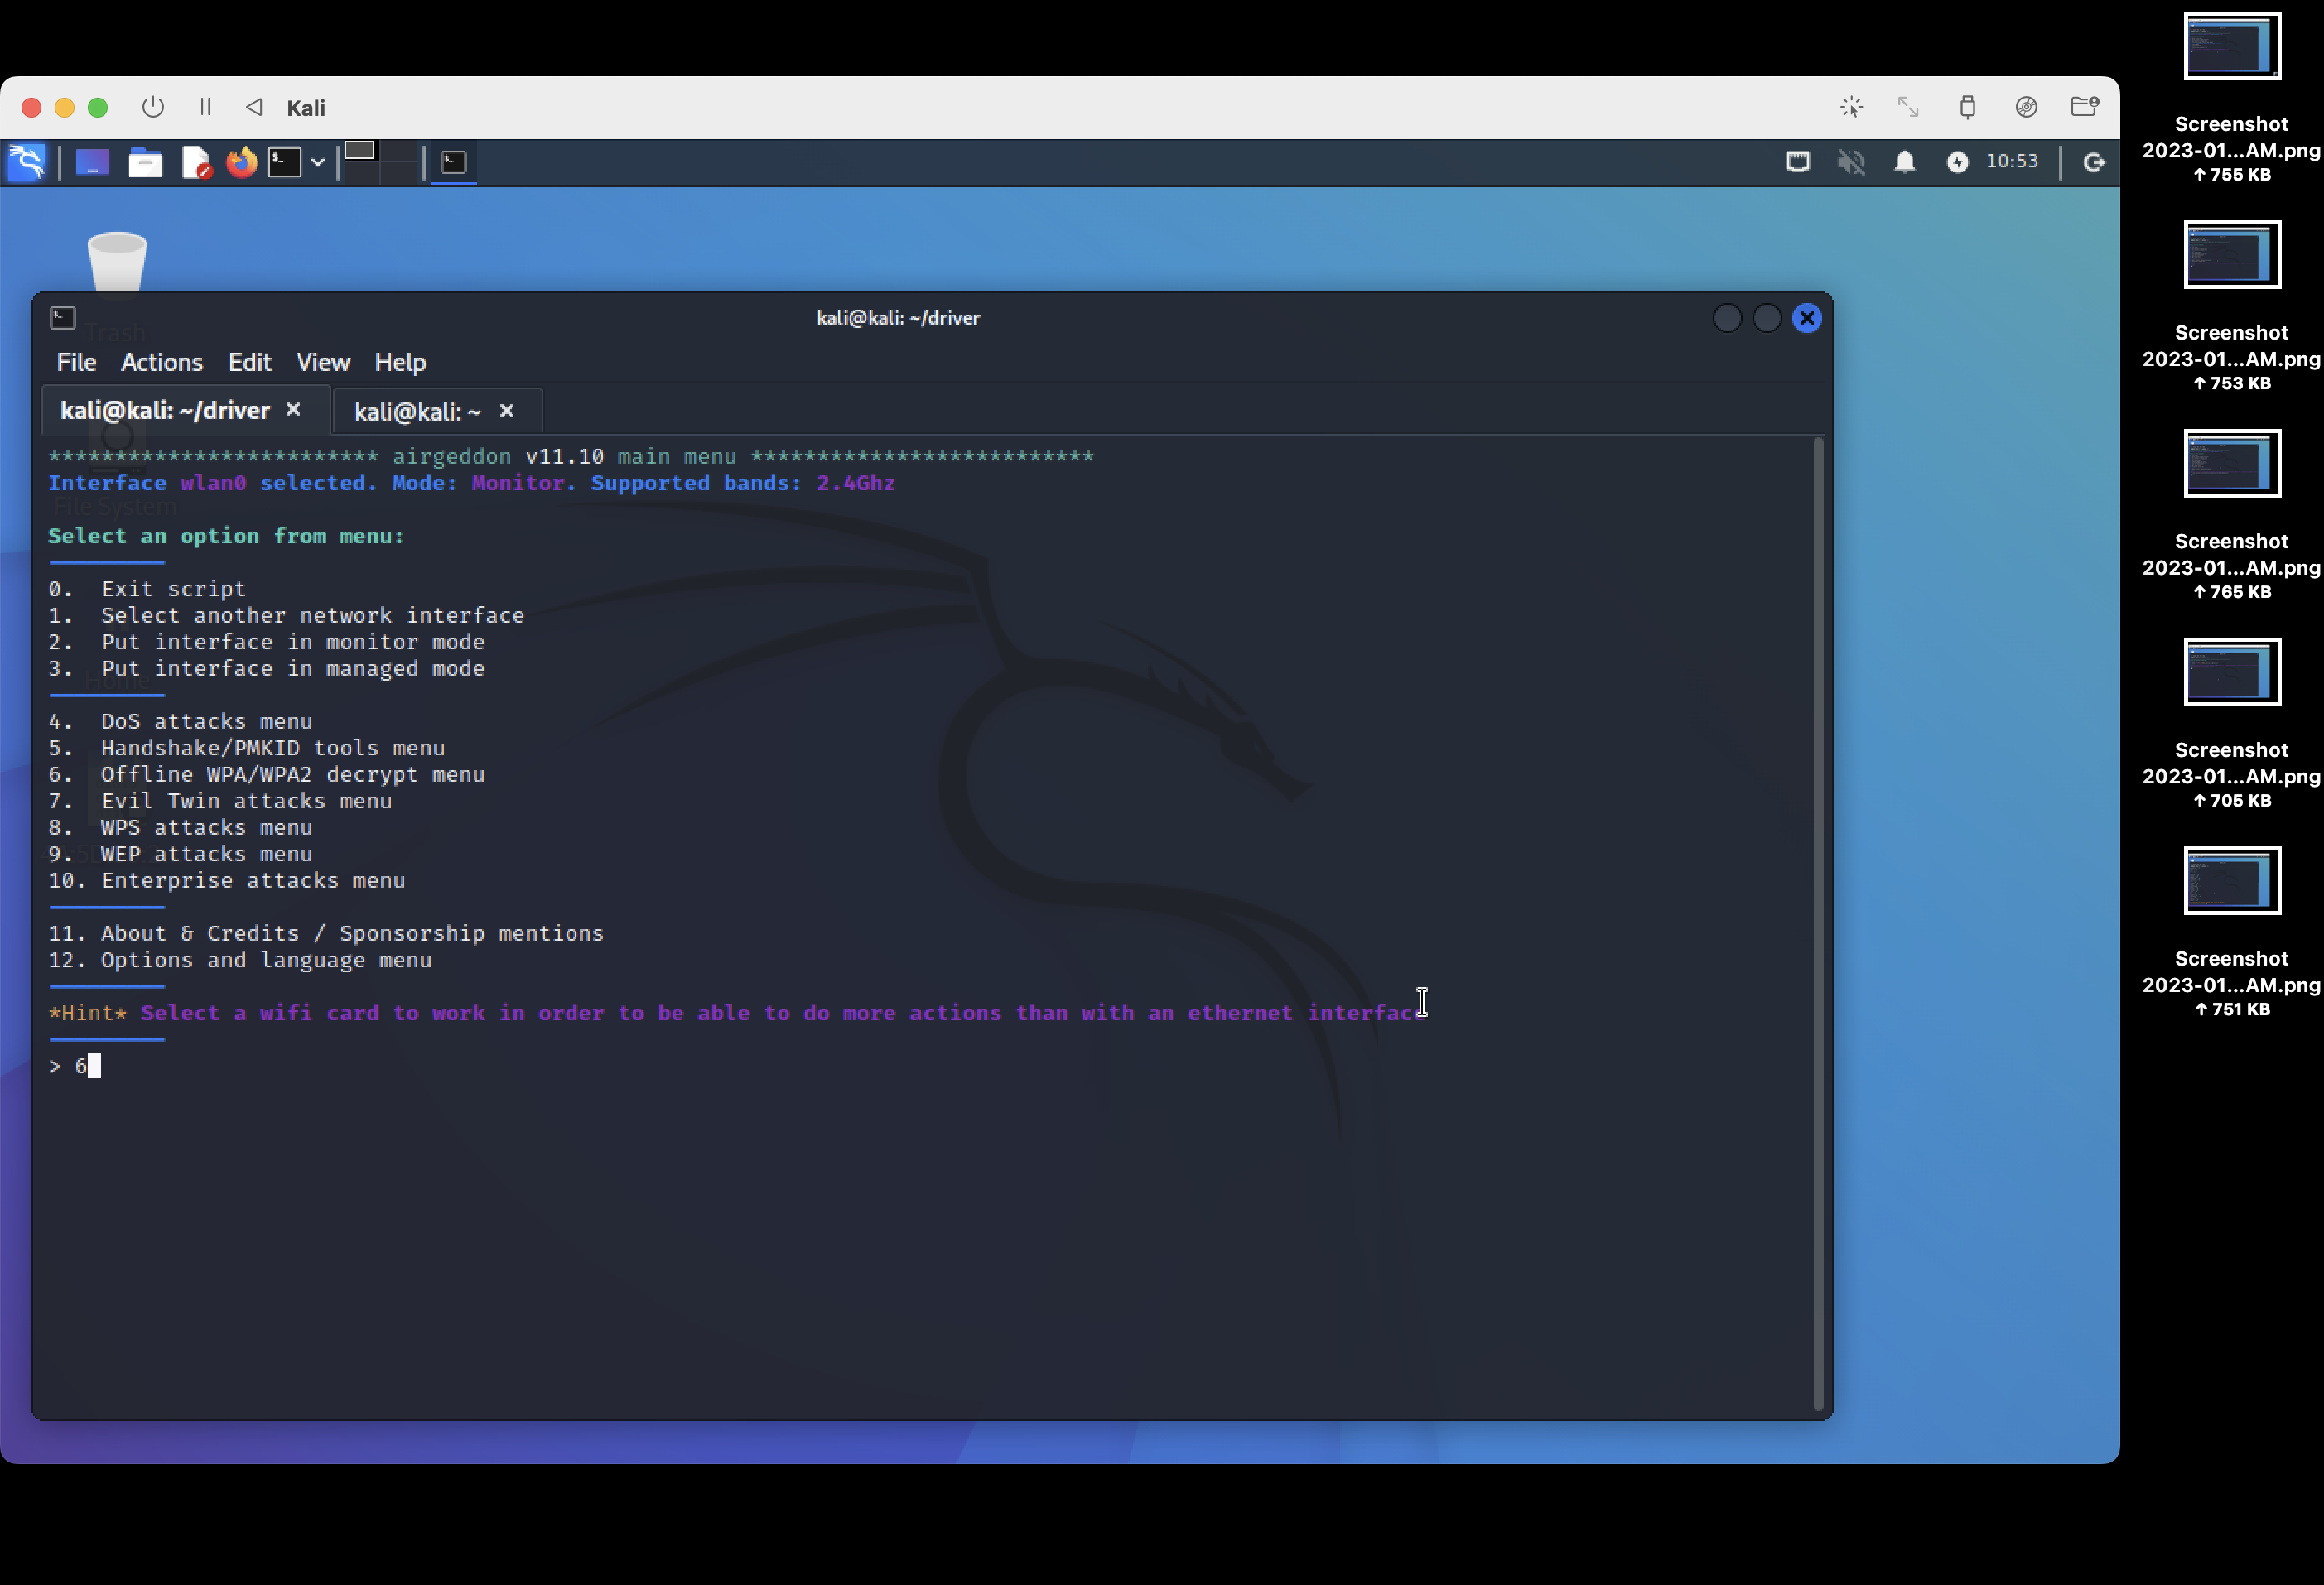 Kali
10:53
Trash
kali@kali: ~/driver
File Actions Edit View Help
kali@kali: ~/driver
kali@kali: ~
************************* airgeddon v11.10 main menu **************************
Interface wlan0 selected. Mode: Monitor. Supported bands: 2.4Ghz
File System
Select an option from menu:
0. Exit script
1. Select another network interface
2. Put interface in monitor mode
3. Put interface in managed mode
Home
4. DoS attacks menu
5. Handshake/PMKID tools menu
6. Offline WPA/WPA2 decrypt menu
7. Evil Twin attacks menu
8. WPS attacks menu
9. WEP attacks menu
10. Enterprise attacks menu
11. About & Credits / Sponsorship mentions
12. Options and language menu
*Hint* Select a wifi card to work in order to be able to do more actions than with an ethernet interface
> 6
Screenshot
2023-01...AM.png
↑ 755 KB
Screenshot
2023-01...AM.png
↑ 753 KB
Screenshot
2023-01...AM.png
↑ 765 KB
Screenshot
2023-01...AM.png
↑ 705 KB
Screenshot
2023-01...AM.png
↑ 751 KB